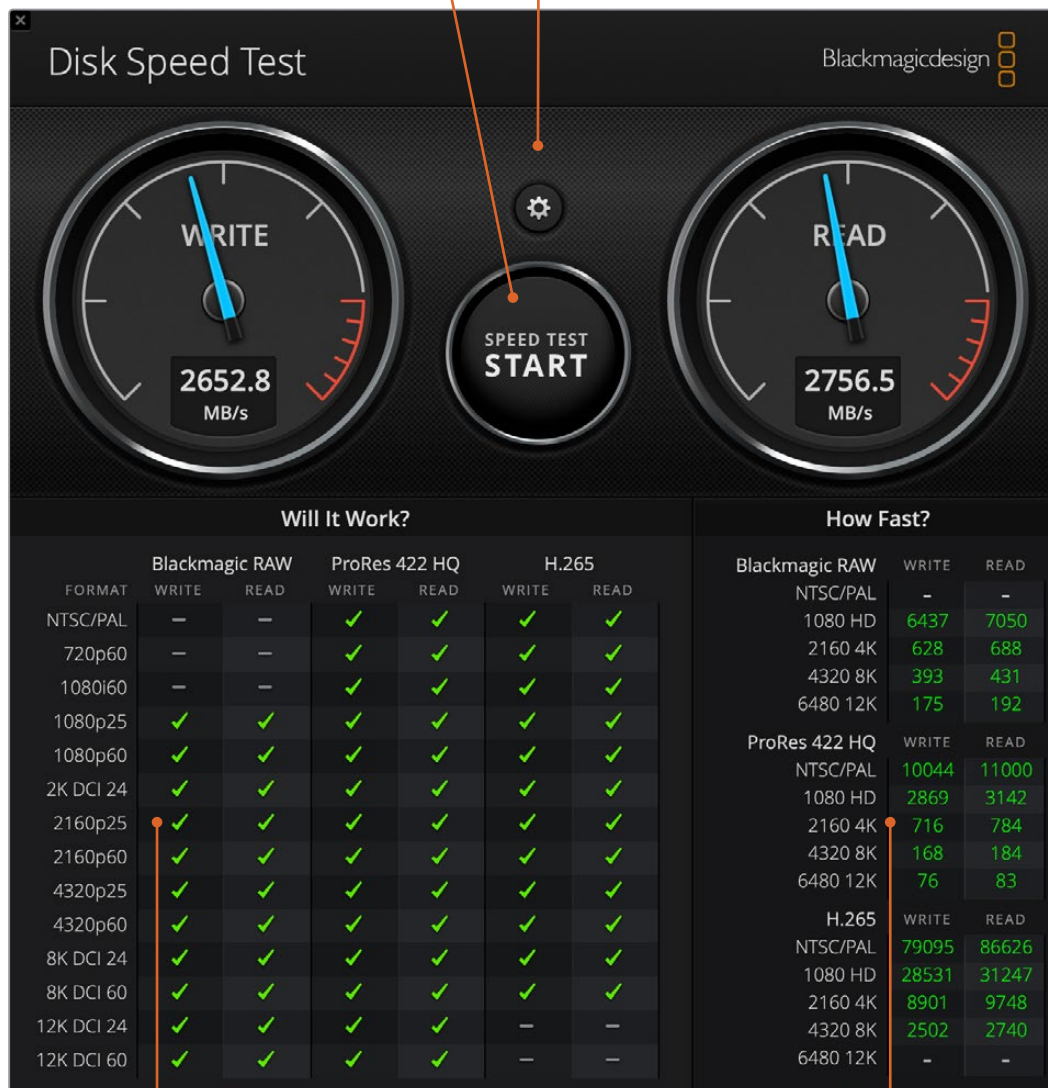 Disk Speed Test
Blackmagicdesign
WRITE
2652.8
MB/s
SPEED TEST
START
READ
2756.5
MB/s
Will It Work?
Blackmagic RAW ProRes 422 HQ H.265
FORMAT WRITE READ WRITE READ WRITE READ
NTSC/PAL – – ✓ ✓ ✓ ✓
720p60 – – ✓ ✓ ✓ ✓
1080i60 – – ✓ ✓ ✓ ✓
1080p25 ✓ ✓ ✓ ✓ ✓ ✓
1080p60 ✓ ✓ ✓ ✓ ✓ ✓
2K DCI 24 ✓ ✓ ✓ ✓ ✓ ✓
2160p25 ✓ ✓ ✓ ✓ ✓ ✓
2160p60 ✓ ✓ ✓ ✓ ✓ ✓
4320p25 ✓ ✓ ✓ ✓ ✓ ✓
4320p60 ✓ ✓ ✓ ✓ ✓ ✓
8K DCI 24 ✓ ✓ ✓ ✓ ✓ ✓
8K DCI 60 ✓ ✓ ✓ ✓ ✓ ✓
12K DCI 24 ✓ ✓ ✓ ✓ – –
12K DCI 60 ✓ ✓ ✓ ✓ – –
How Fast?
Blackmagic RAW WRITE READ
NTSC/PAL - -
1080 HD 6437 7050
2160 4K 628 688
4320 8K 393 431
6480 12K 175 192
ProRes 422 HQ WRITE READ
NTSC/PAL 10044 11000
1080 HD 2869 3142
2160 4K 716 784
4320 8K 168 184
6480 12K 76 83
H.265 WRITE READ
NTSC/PAL 79095 86626
1080 HD 28531 31247
2160 4K 8901 9748
4320 8K 2502 2740
6480 12K - -